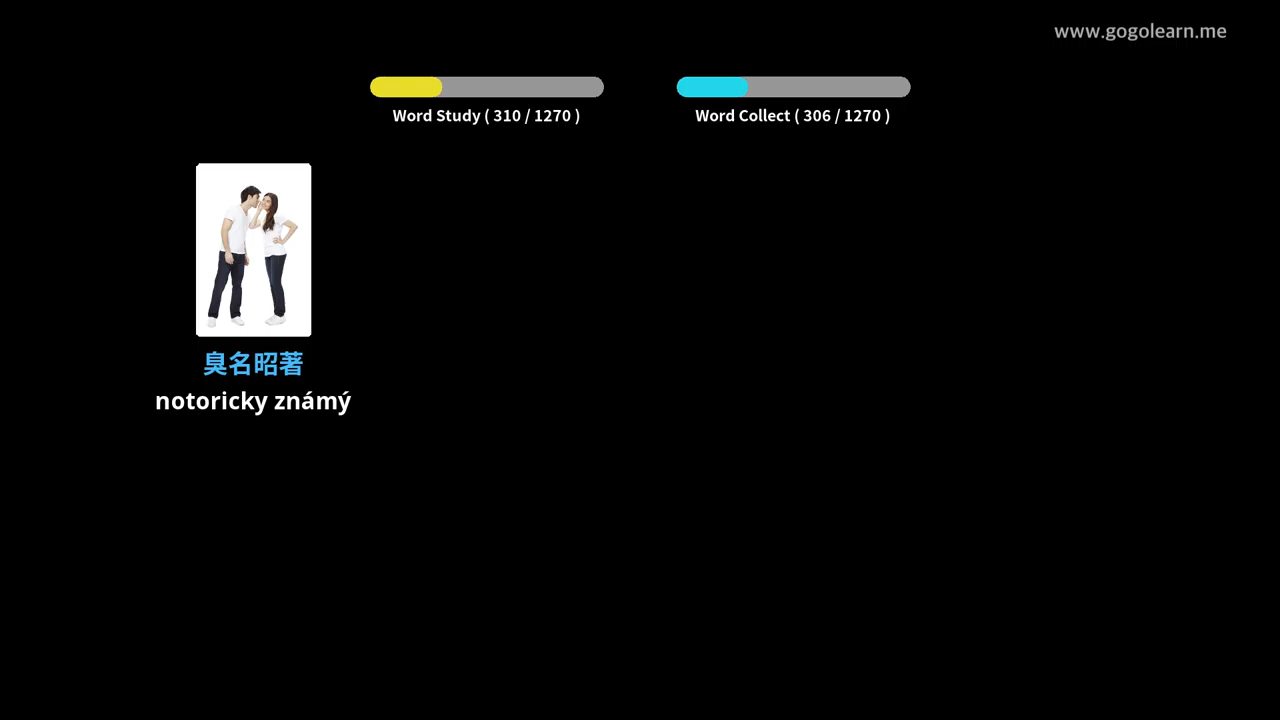 www.gogolearn.me
Word Study ( 310 / 1270 )
Word Collect ( 306 / 1270 )
臭名昭著
notoricky známý